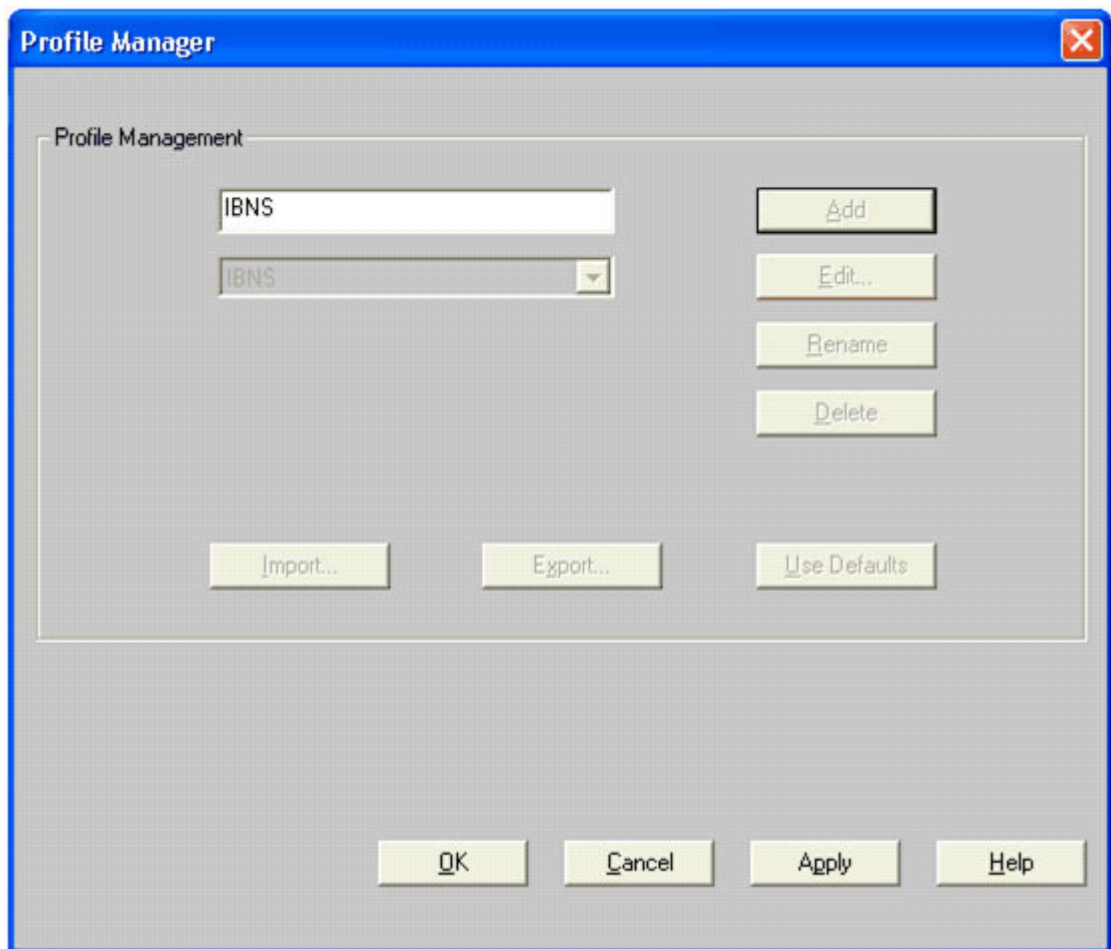 Profile Manager
Profile Management
IBNS
Add
IBNS
Edit...
Rename
Delete
Import...
Export...
Use Defaults
OK
Cancel
Apply
Help